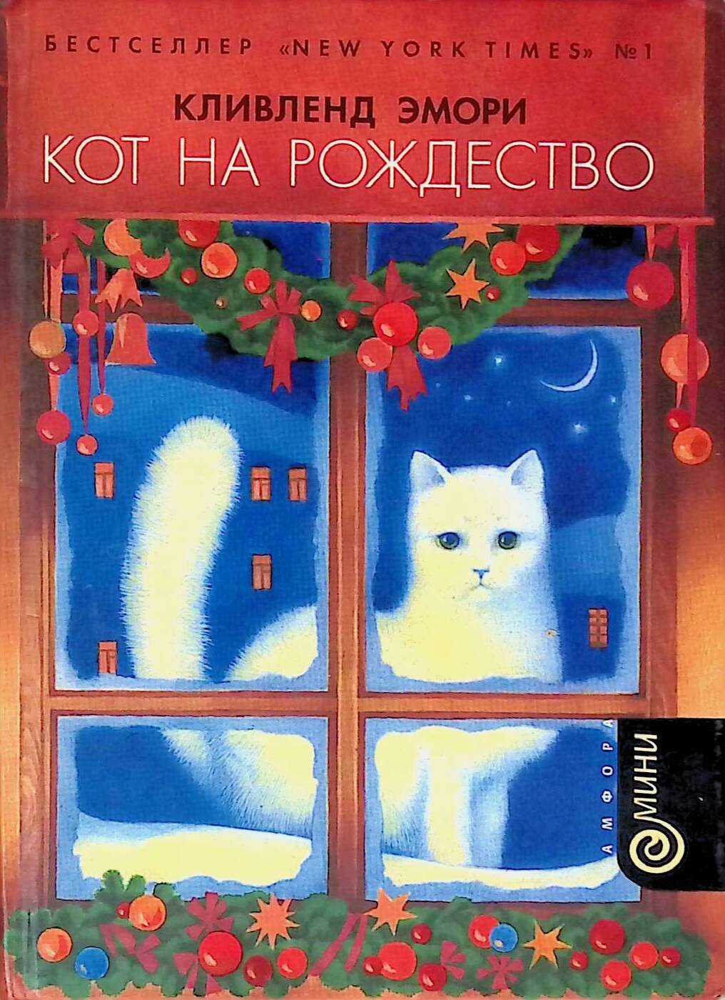 БЕСТСЕЛЛЕР «NEW YORK TIMES» №1
КЛИВЛЕНД ЭМОРИ
КОТ НА РОЖДЕСТВО
АМФОРА
МИНИ